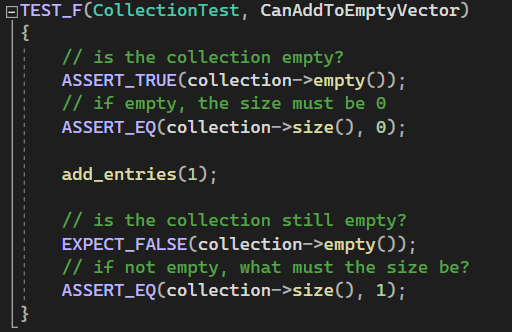 TEST_F(CollectionTest, CanAddToEmptyVector)
{
    // is the collection empty?
    ASSERT_TRUE(collection->empty());
    // if empty, the size must be 0
    ASSERT_EQ(collection->size(), 0);

    add_entries(1);

    // is the collection still empty?
    EXPECT_FALSE(collection->empty());
    // if not empty, what must the size be?
    ASSERT_EQ(collection->size(), 1);
}